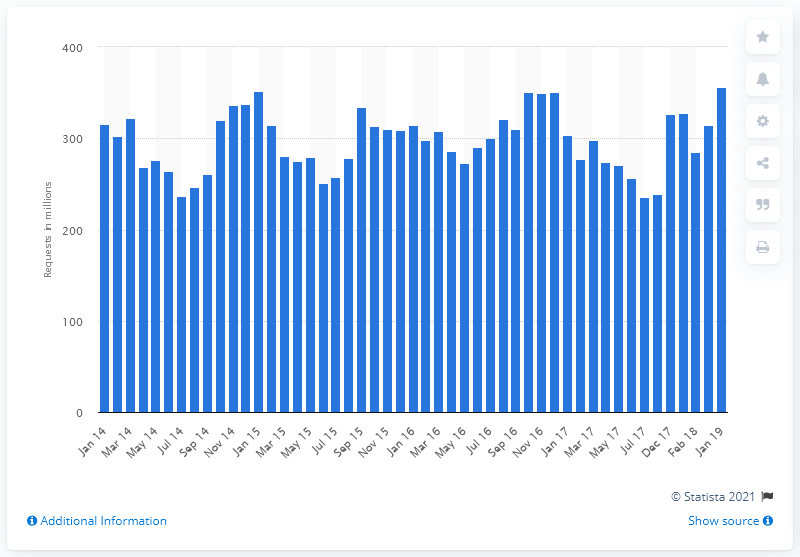 400
300
200
100
0
Requests in millions
Jan 14
Mar 14
May 14
Jul 14
Sep 14
Nov 14
Jan 15
Mar 15
May 15
Jul 15
Sep 15
Nov 15
Jan 16
Mar 16
May 16
Jul 16
Sep 16
Nov 16
Jan 17
Mar 17
May 17
Jul 17
Dec 17
Feb 18
Jan 19
© Statista 2021
Additional Information
Show source